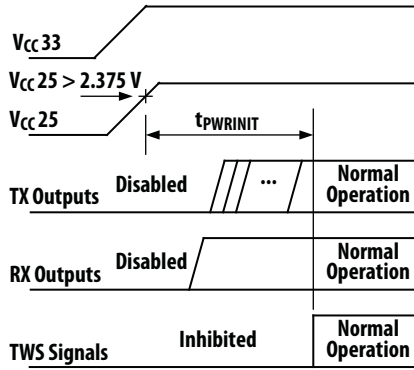 VCC33
VCC25 > 2.375 V
VCC25
tPWRINIT
TX Outputs
Disabled
...
Normal
Operation
RX Outputs
Disabled
Normal
Operation
TWS Signals
Inhibited
Normal
Operation